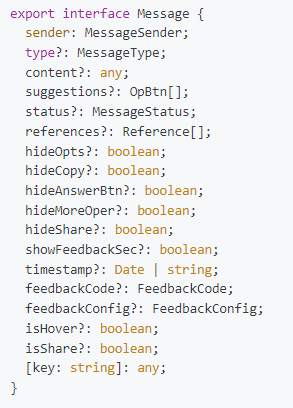 export interface Message {
  sender: MessageSender;
  type?: MessageType;
  content?: any;
  suggestions?: OpBtn[];
  status?: MessageStatus;
  references?: Reference[];
  hideOpts?: boolean;
  hideCopy?: boolean;
  hideAnswerBtn?: boolean;
  hideMoreOper?: boolean;
  hideShare?: boolean;
  showFeedbackSec?: boolean;
  timestamp?: Date | string;
  feedbackCode?: FeedbackCode;
  feedbackConfig?: FeedbackConfig;
  isHover?: boolean;
  isShare?: boolean;
  [key: string]: any;
}